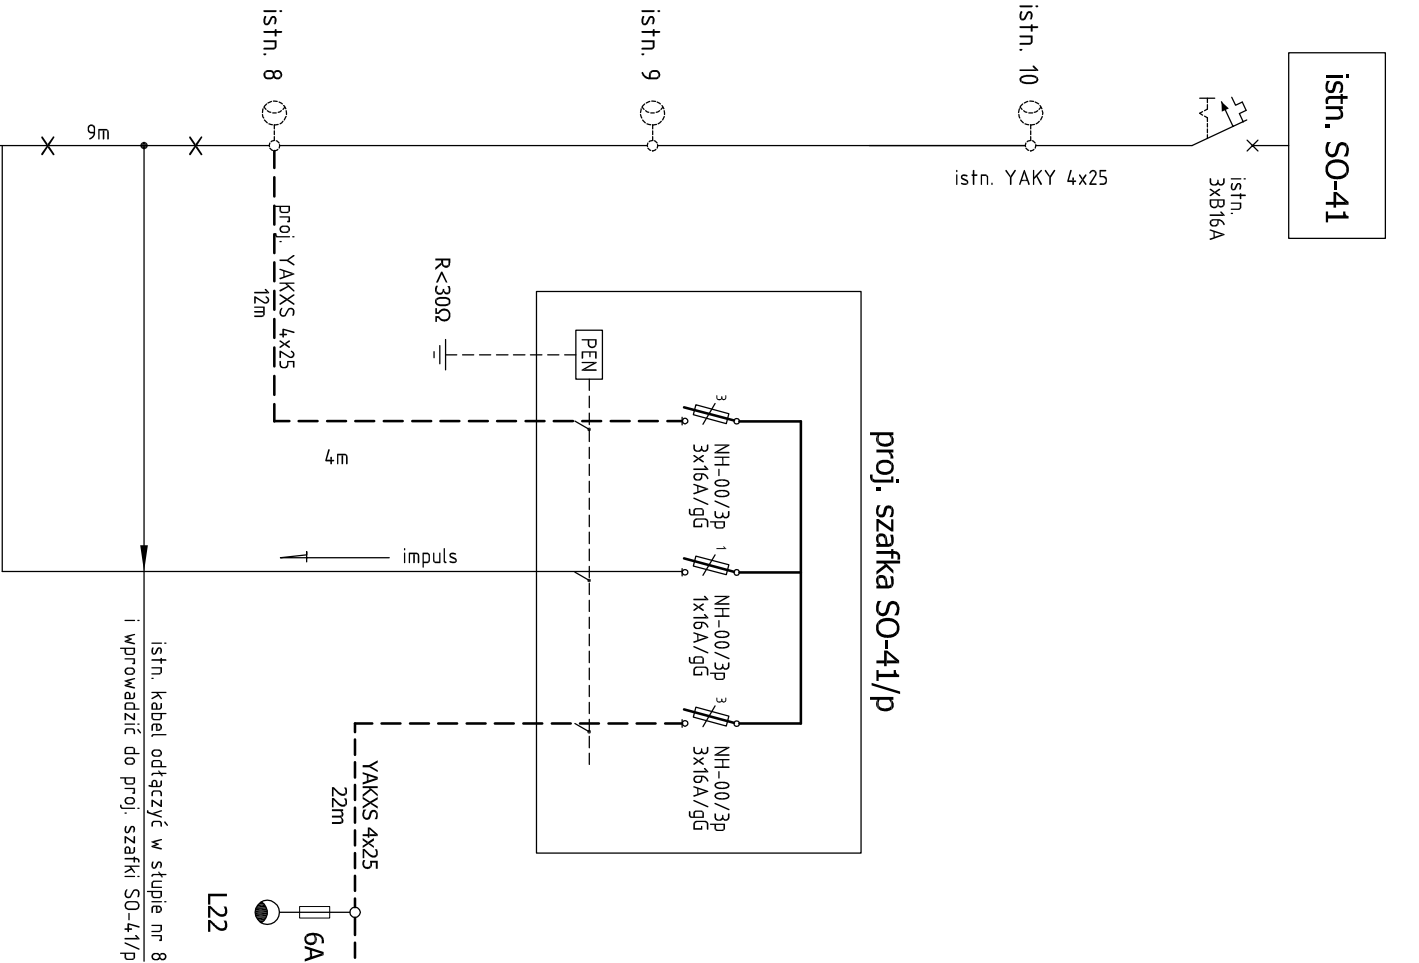 istn. SO-41
istn.
3xB16A
istn. YAKY 4x25
istn. 10
istn. 9
istn. 8
9m
proj. YAKXS 4x25
12m
R<30Ω
4m
proj. szafka SO-41/p
PEN
3
NH-00/3p
3x16A/gG
1
NH-00/3p
1x16A/gG
3
NH-00/3p
3x16A/gG
impuls
YAKXS 4x25
22m
6A
L22
istn. kabel odłączyć w słupie nr 8
i wprowadzić do proj. szafki SO-41/p